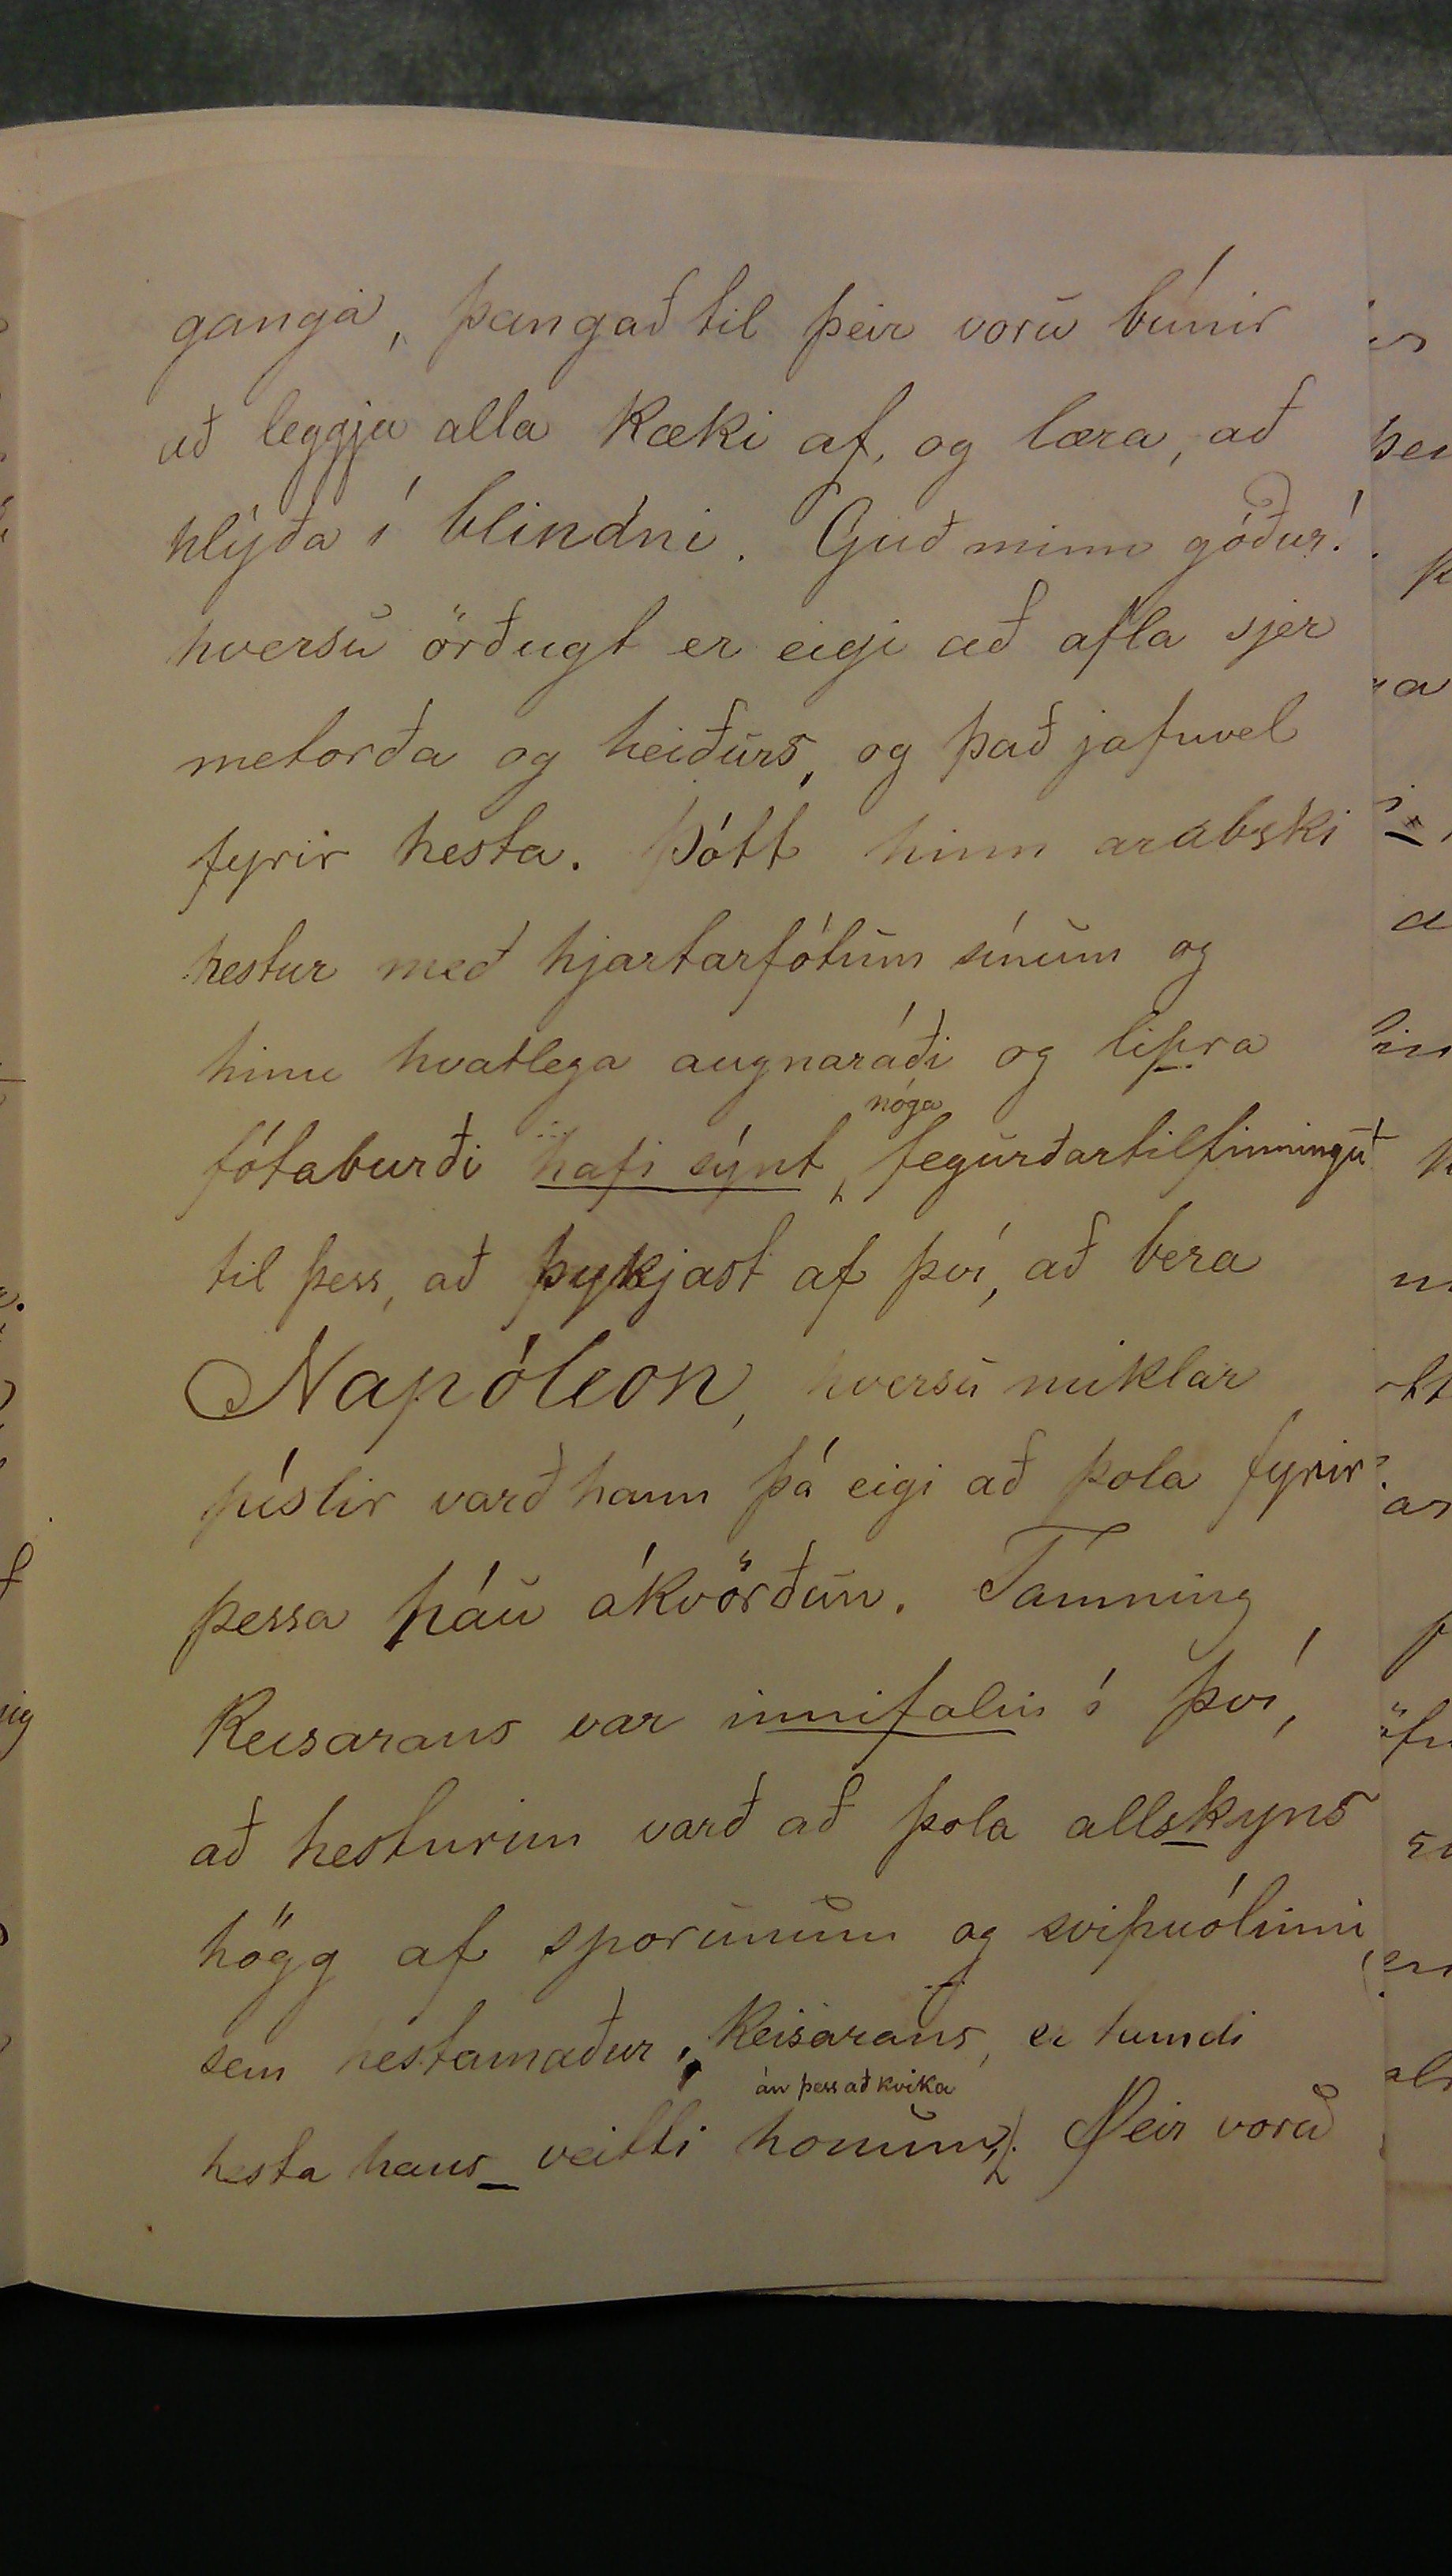 ganga, þangað til þeir voru búnir
að leggja alla kæki af, og læra, að
hlýða í blindni. Guð minn góður!
hversu örðugt er eigi að afla sjer
metorða og heiðurs, og það jafnvel
fyrir hesta. Þótt hinn arabski
hestur með hjartarfótum sínum og
hinu hvatlega augnaráði og lipra
nóga
fótaburði hafi sýnt fegurðartilfinningu
til þess, að þykjast af því, að bera
Napóleon, hversu miklar
píslir varð hann þá eigi að þola fyrir
þessa háu ákvörðun. Tamning
Keisarans var innifalin í því,
að hesturinn varð að þola allskyns
högg af sporunum og svipuólinni,
sem hestamaður Keisarans, er tamdi
án þess að kvika
hesta hans veitti honum. Þeir voru